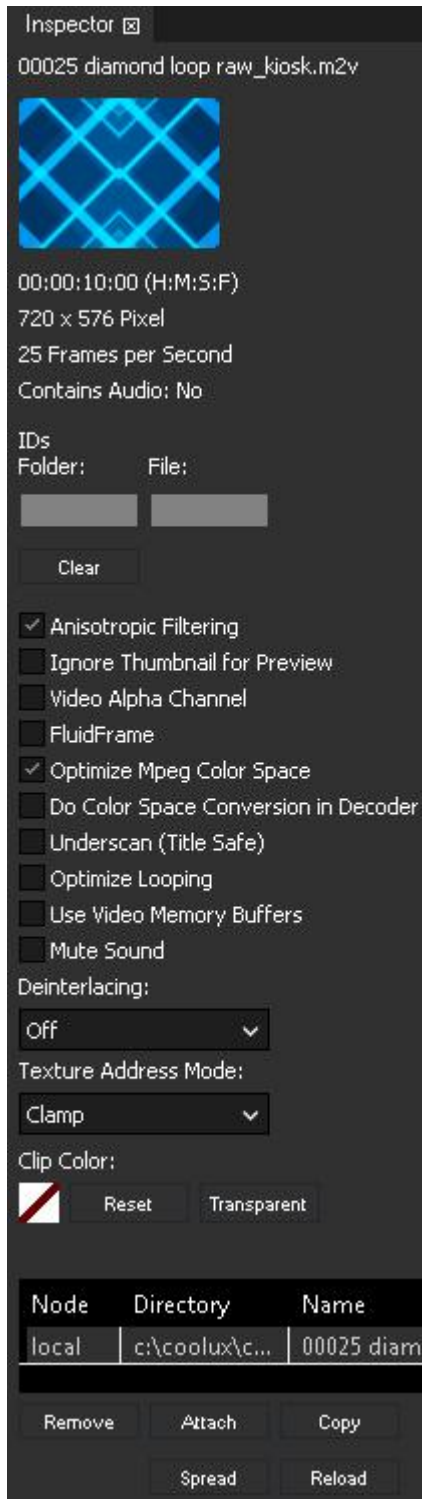 Inspector
00025 diamond loop raw_kiosk.m2v
00:00:10:00 (H:M:S:F)
720 x 576 Pixel
25 Frames per Second
Contains Audio: No
IDs
Folder: File:
Clear
Anisotropic Filtering
Ignore Thumbnail for Preview
Video Alpha Channel
FluidFrame
Optimize Mpeg Color Space
Do Color Space Conversion in Decoder
Underscan (Title Safe)
Optimize Looping
Use Video Memory Buffers
Mute Sound
Deinterlacing:
Off
Texture Address Mode:
Clamp
Clip Color:
Reset Transparent
Node Directory Name
local c:\coolux\c... 00025 diam
Remove Attach Copy
Spread Reload